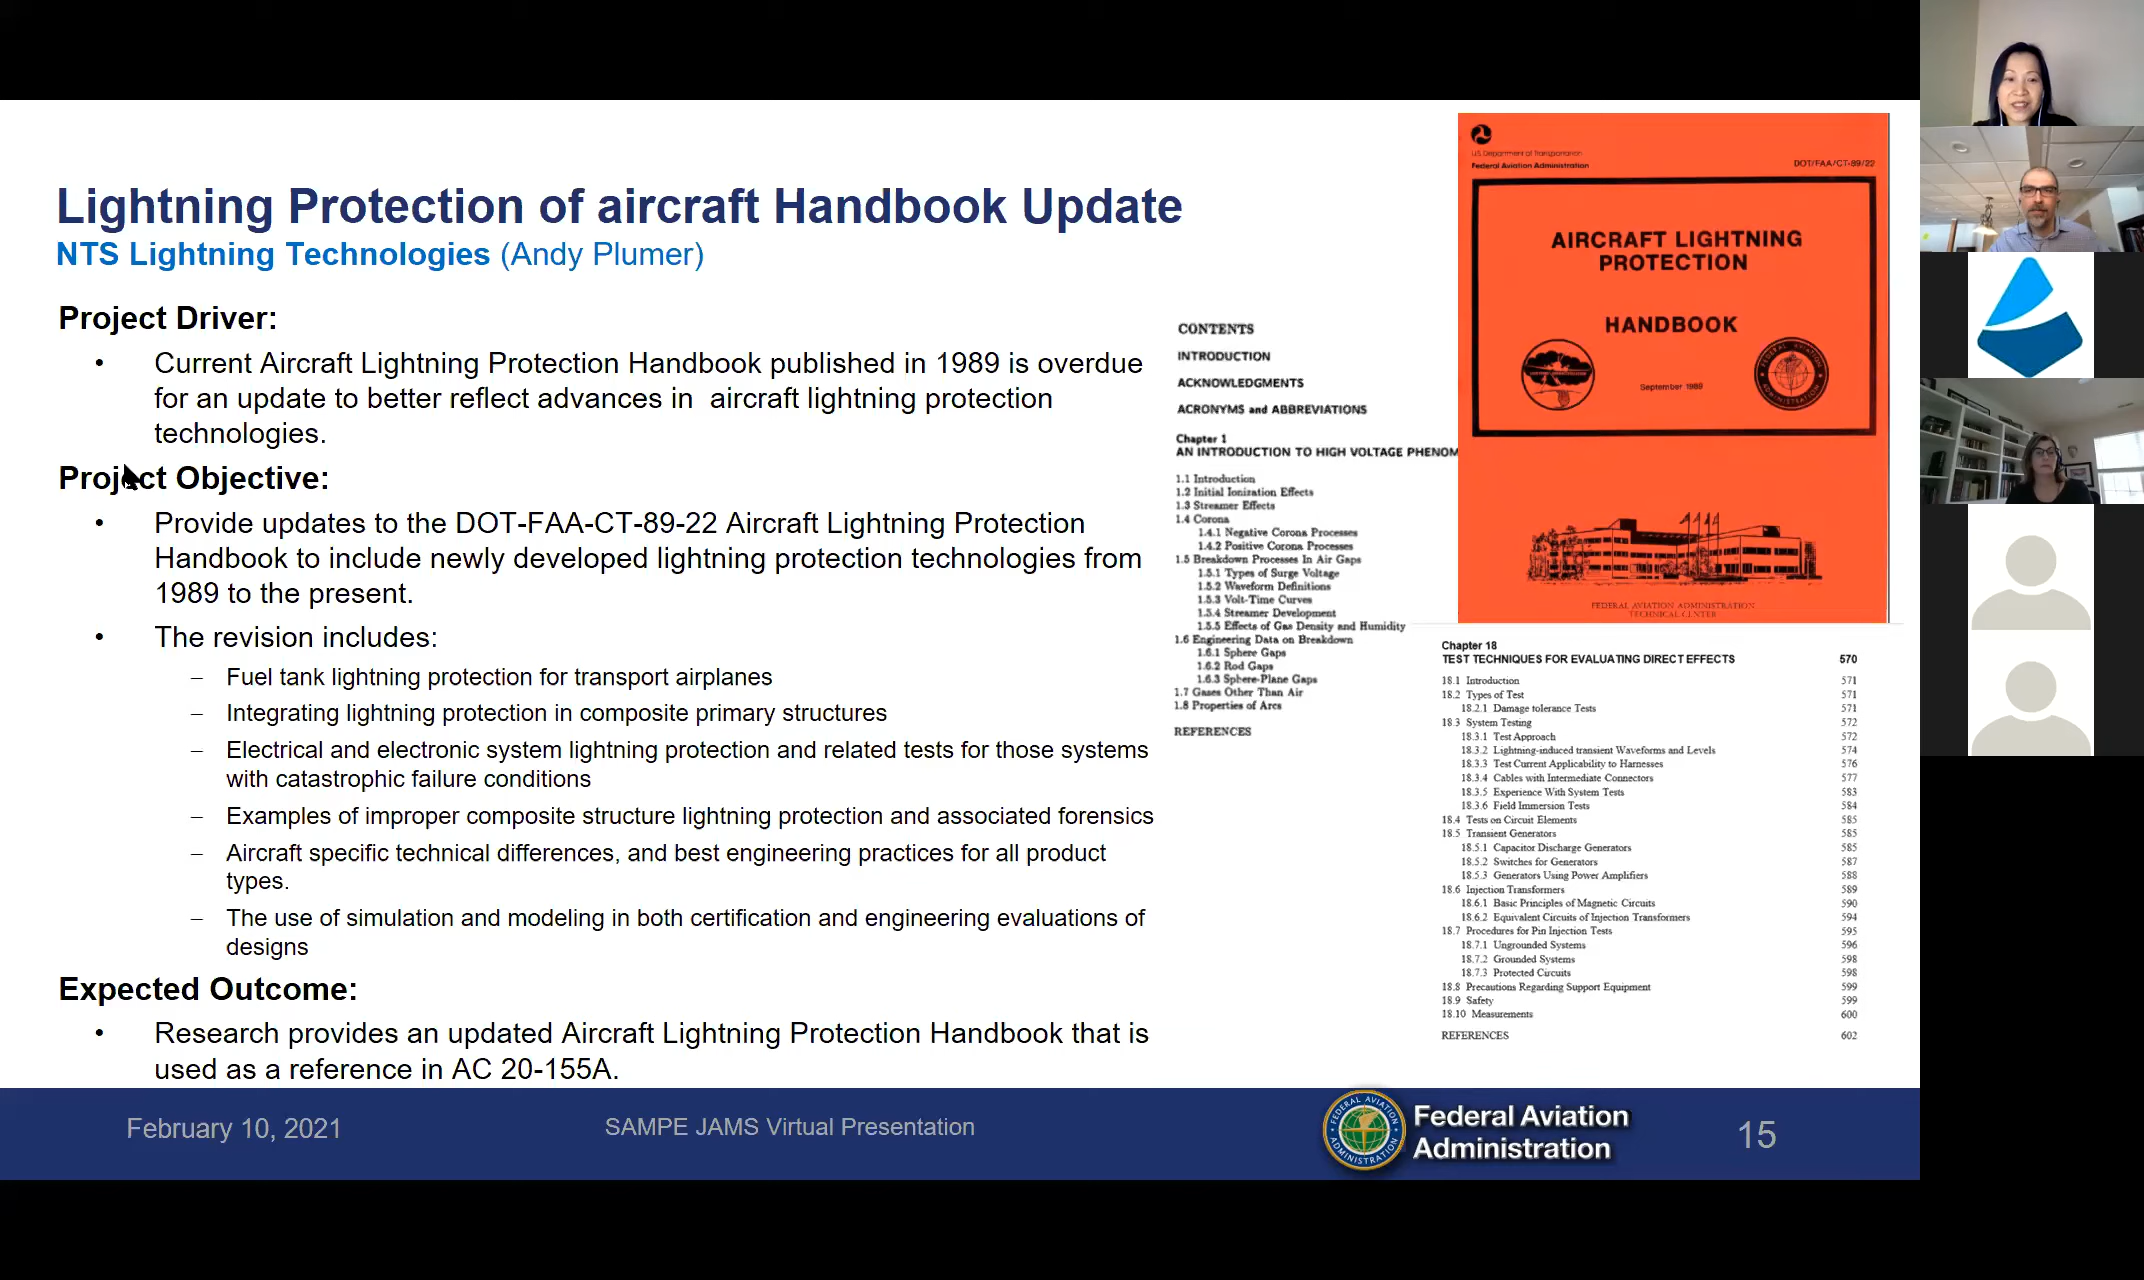 Lightning Protection of aircraft Handbook Update
NTS Lightning Technologies (Andy Plumer)
Project Driver:
• Current Aircraft Lightning Protection Handbook published in 1989 is overdue
for an update to better reflect advances in aircraft lightning protection
technologies.
Project Objective:
• Provide updates to the DOT-FAA-CT-89-22 Aircraft Lightning Protection
Handbook to include newly developed lightning protection technologies from
1989 to the present.
• The revision includes:
– Fuel tank lightning protection for transport airplanes
– Integrating lightning protection in composite primary structures
– Electrical and electronic system lightning protection and related tests for those systems
with catastrophic failure conditions
– Examples of improper composite structure lightning protection and associated forensics
– Aircraft specific technical differences, and best engineering practices for all product
types.
– The use of simulation and modeling in both certification and engineering evaluations of
designs
Expected Outcome:
• Research provides an updated Aircraft Lightning Protection Handbook that is
used as a reference in AC 20-155A.
CONTENTS
INTRODUCTION
ACKNOWLEDGMENTS
ACRONYMS and ABBREVIATIONS
Chapter 1
AN INTRODUCTION TO HIGH VOLTAGE PHENOM
1.1 Introduction
1.2 Initial Ionization Effects
1.3 Streamer Effects
1.4 Corona
1.4.1 Negative Corona Processes
1.4.2 Positive Corona Processes
1.5 Breakdown Processes In Air Gaps
1.5.1 Types of Surge Voltage
1.5.2 Waveform Definitions
1.5.3 Volt-Time Curves
1.5.4 Streamer Development
1.5.5 Effects of Gas Density and Humidity
1.6 Engineering Data on Breakdown
1.6.1 Sphere Gaps
1.6.2 Rod Gaps
1.6.3 Sphere-Plane Gaps
1.7 Gases Other Than Air
1.8 Properties of Arcs
REFERENCES
U.S. Department of Transportation
Federal Aviation Administration
DOT/FAA/CT-89/22
AIRCRAFT LIGHTNING
PROTECTION
HANDBOOK
September 1989
FEDERAL AVIATION ADMINISTRATION
TECHNICAL CENTER
Chapter 18
TEST TECHNIQUES FOR EVALUATING DIRECT EFFECTS 570
18.1 Introduction 571
18.2 Types of Test 571
18.2.1 Damage tolerance Tests 571
18.3 System Testing 572
18.3.1 Test Approach 572
18.3.2 Lightning-induced transient Waveforms and Levels 574
18.3.3 Test Current Applicability to Harnesses 576
18.3.4 Cables with Intermediate Connectors 577
18.3.5 Experience With System Tests 583
18.3.6 Field Immersion Tests 584
18.4 Tests on Circuit Elements 585
18.5 Transient Generators 585
18.5.1 Capacitor Discharge Generators 585
18.5.2 Switches for Generators 587
18.5.3 Generators Using Power Amplifiers 588
18.6 Injection Transformers 589
18.6.1 Basic Principles of Magnetic Circuits 590
18.6.2 Equivalent Circuits of Injection Transformers 594
18.7 Procedures for Pin Injection Tests 595
18.7.1 Ungrounded Systems 596
18.7.2 Grounded Systems 598
18.7.3 Protected Circuits 598
18.8 Precautions Regarding Support Equipment 599
18.9 Safety 599
18.10 Measurements 600
REFERENCES 602
February 10, 2021
SAMPE JAMS Virtual Presentation
FEDERAL AVIATION
ADMINISTRATION
Federal Aviation
Administration
15